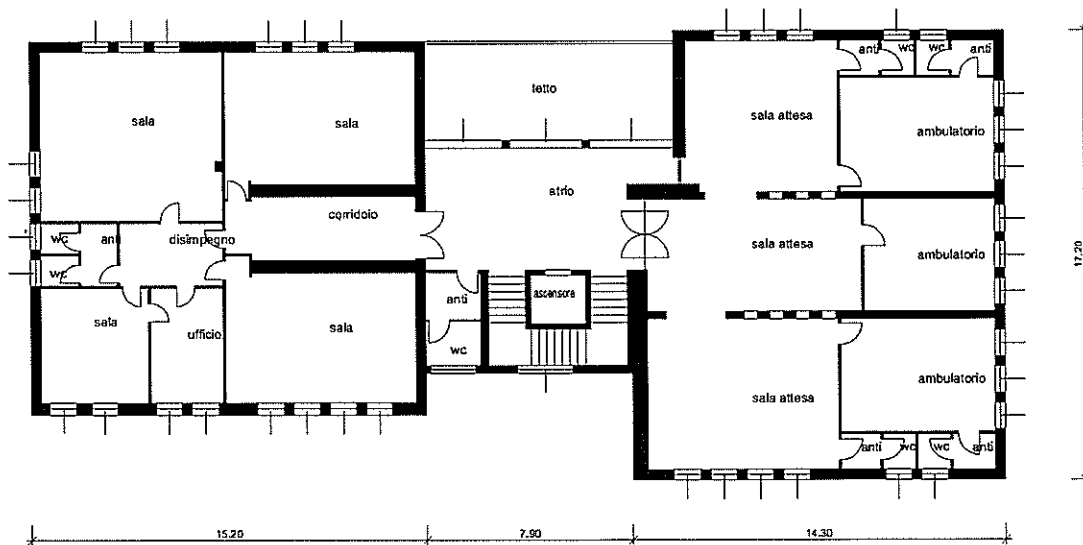 anti
wc
wc
anti
tetto
sala
sala
sala attesa
ambulatorio
atrio
corridoio
wc
anti
disimpegno
sala attesa
ambulatorio
wc
ascensore
anti
sala
ufficio
sala
wc
ambulatorio
sala attesa
anti
wc
wc
anti
17.20
15.20
7.90
14.30